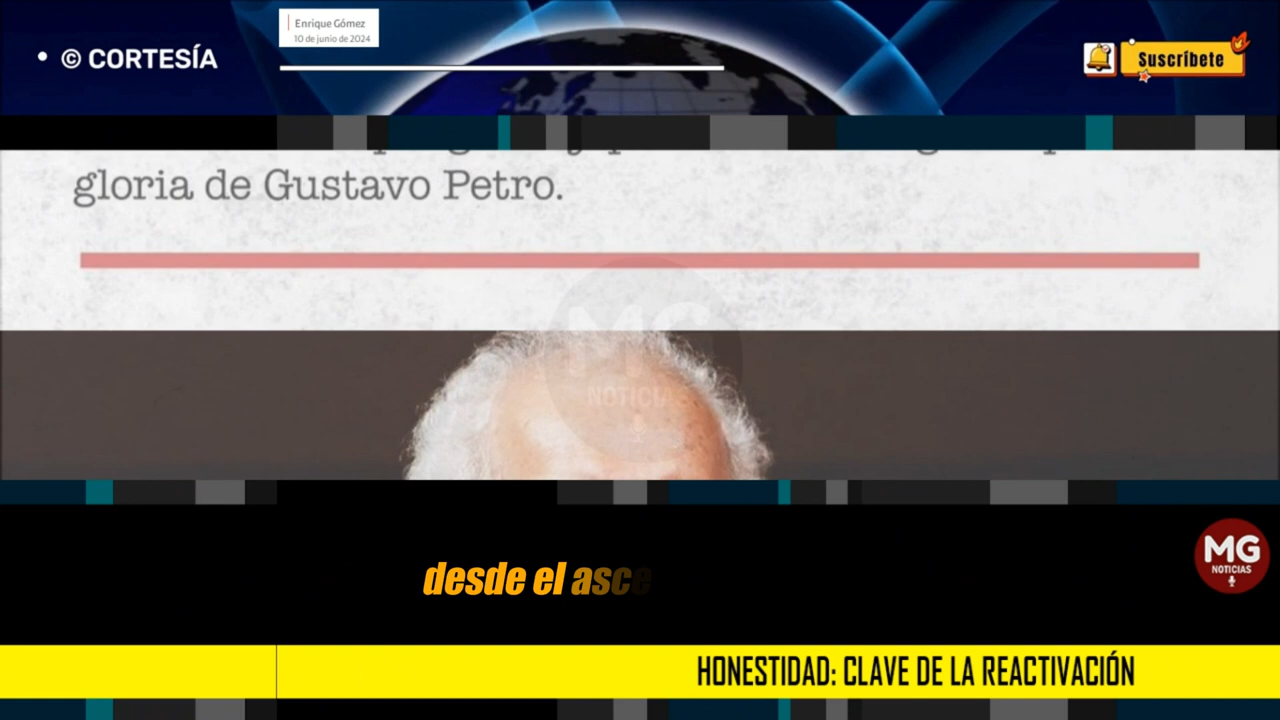 Enrique Gómez
10 de junio de 2024
© CORTESÍA
Suscríbete
gloria de Gustavo Petro.
MG
NOTICIAS
desde el asce
MG
NOTICIAS
HONESTIDAD: CLAVE DE LA REACTIVACIÓN